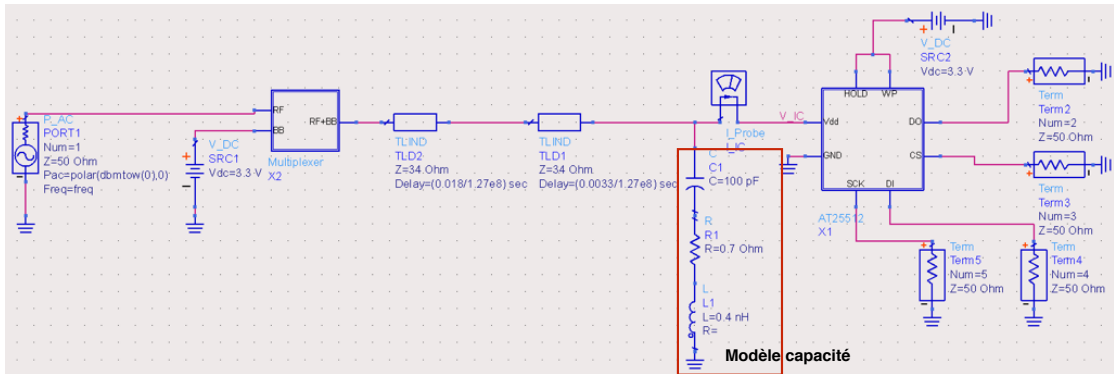 P_AC
PORT1
Num=1
Z=50 Ohm
Pac=polar(dbmtow(0),0)
Freq=freq
RF
BB
RF+BB
Multiplexer
X2
V_DC
SRC1
Vdc=3.3 V
TLIND
TLD2
Z=34 Ohm
Delay=(0.018/1.27e8) sec
TLIND
TLD1
Z=34 Ohm
Delay=(0.0033/1.27e8) sec
I_Probe
I_IC
V_IC
C
C1
C=100 pF
R
R1
R=0.7 Ohm
L
L1
L=0.4 nH
R=
Modèle capacité
V_DC
SRC2
Vdc=3.3 V
HOLD
WP
Vdd
GND
DO
CS
SCK
DI
AT25512
X1
Term
Term2
Num=2
Z=50 Ohm
Term
Term3
Num=3
Z=50 Ohm
Term
Term5
Num=5
Z=50 Ohm
Term
Term4
Num=4
Z=50 Ohm